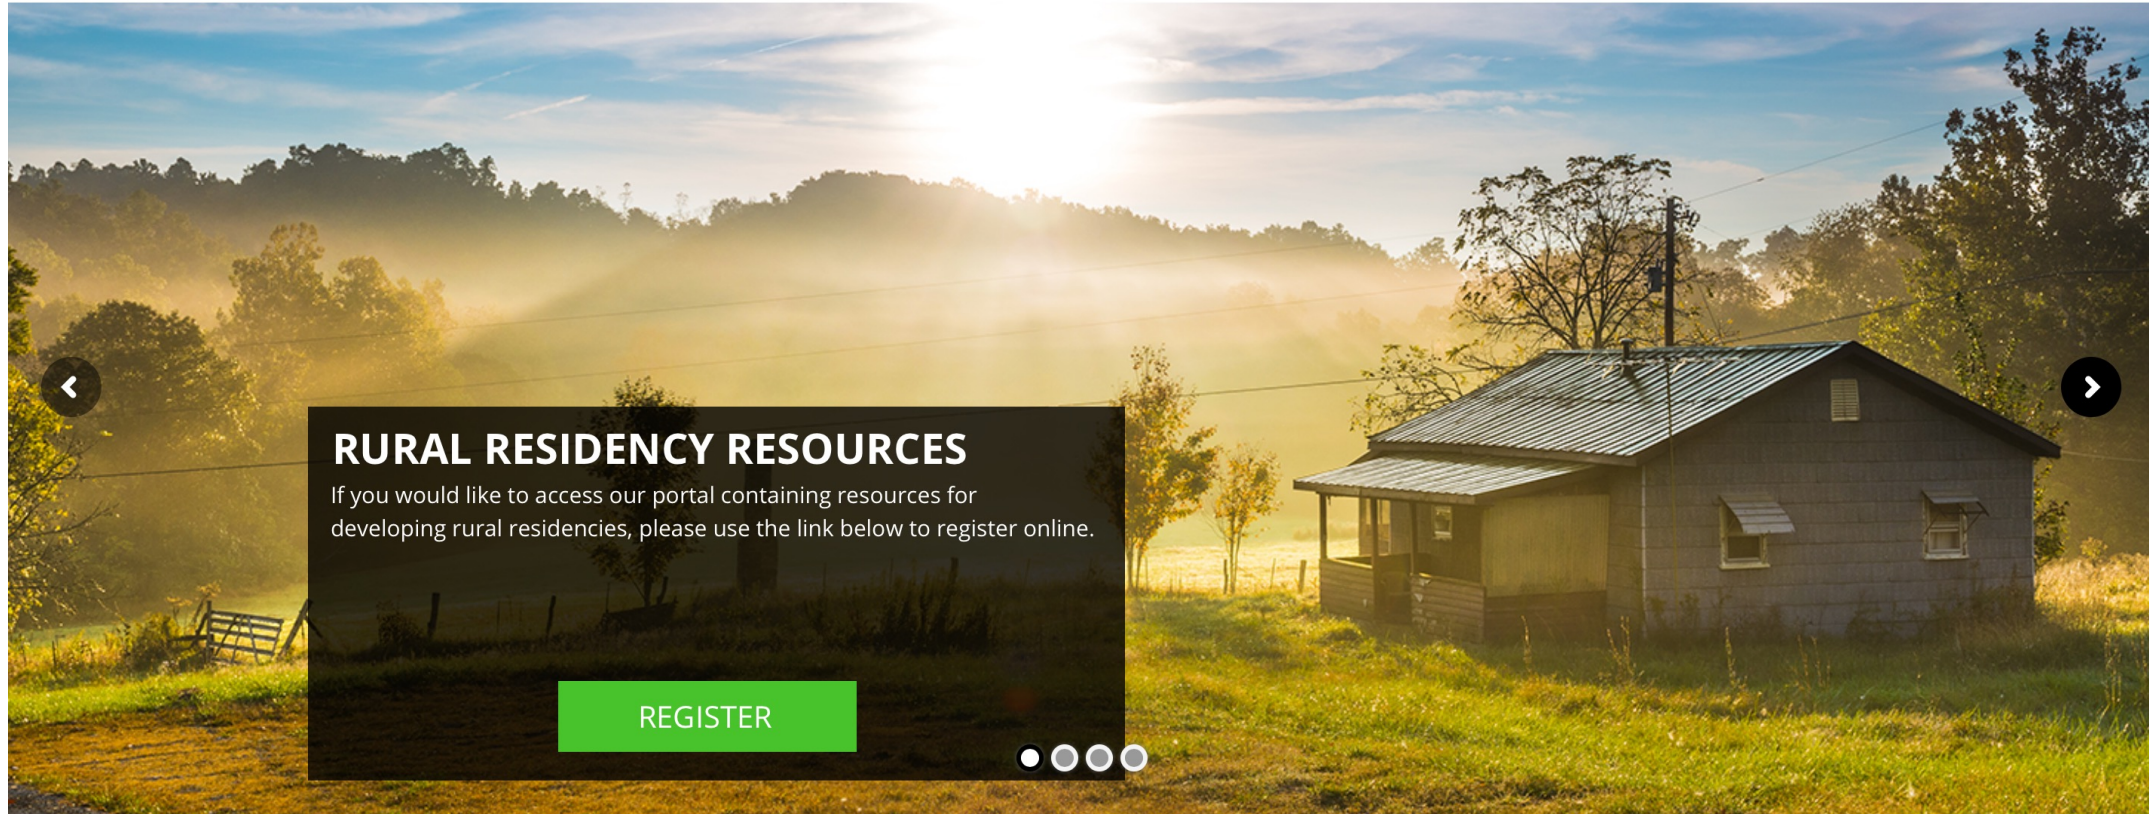 RURAL RESIDENCY RESOURCES
If you would like to access our portal containing resources for
developing rural residencies, please use the link below to register online.
REGISTER